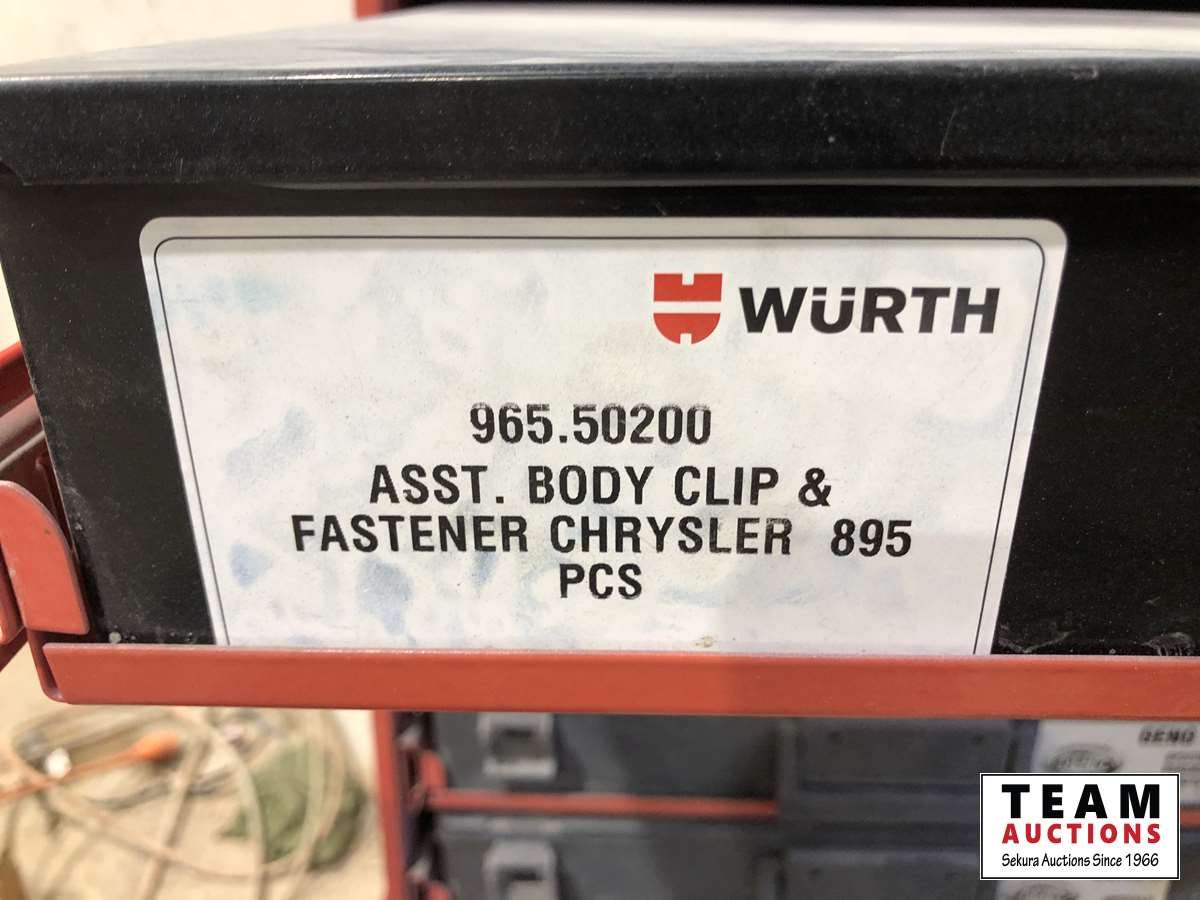 WÜRTH
965.50200
ASST. BODY CLIP &
FASTENER CHRYSLER 895
PCS
TEAM
AUCTIONS
Sekura Auctions Since 1966